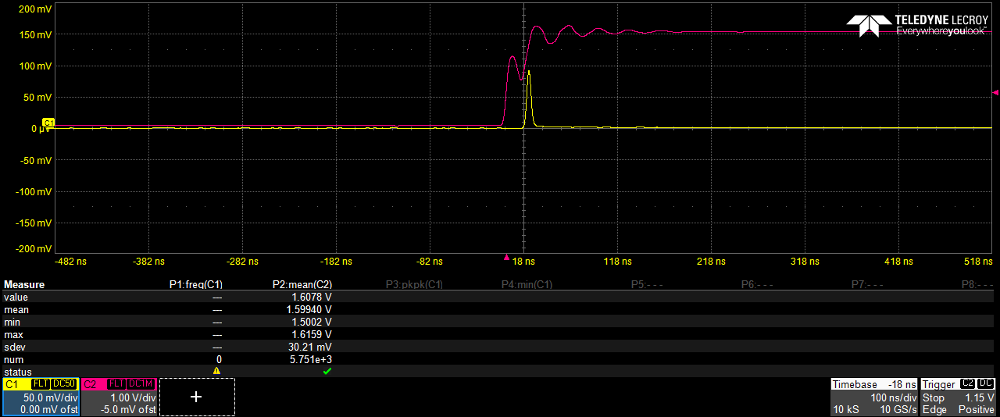 200 mV
TELEDYNE LECROY
Everywhereyoulook™
150 mV
100 mV
50 mV
C1
0 µV
-50 mV
-100 mV
-150 mV
-200 mV
-482 ns -382 ns -282 ns -182 ns -82 ns 18 ns 118 ns 218 ns 318 ns 418 ns 518 ns
Measure P1:freq(C1) P2:mean(C2) P3:pkpk(C1) P4:min(C1) P5:- - - P6:- - - P7:- - - P8:- - -
value --- 1.6078 V
mean --- 1.59940 V
min --- 1.5002 V
max --- 1.6159 V
sdev --- 30.21 mV
num 0 5.751e+3
status
C1 FLT DC50 C2 FLT DC1M Timebase -18 ns Trigger C2 DC
50.0 mV/div 1.00 V/div + 100 ns/div Stop 1.15 V
0.00 mV ofst -5.0 mV ofst 10 kS 10 GS/s Edge Positive